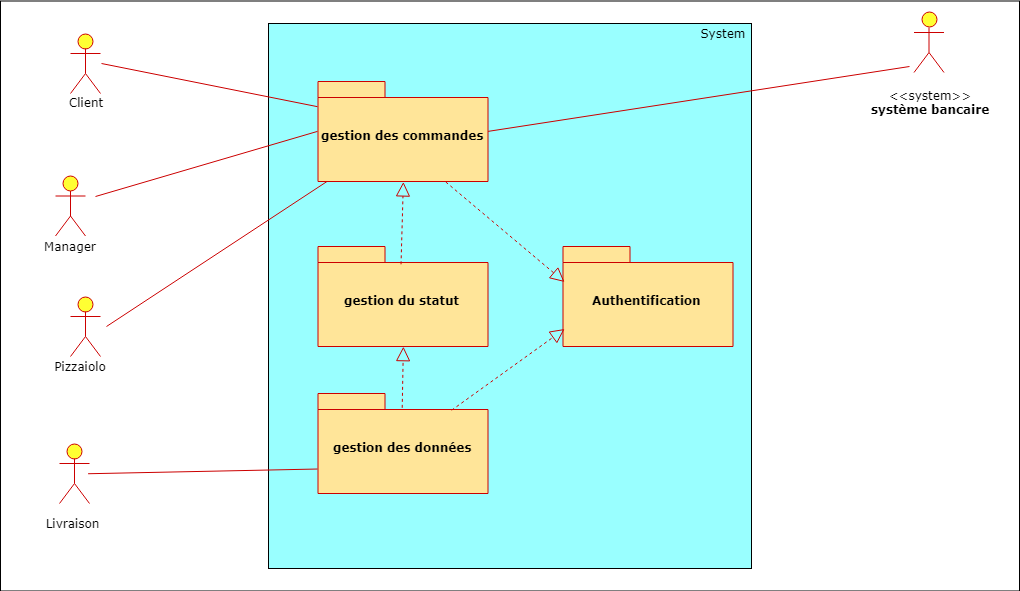 System
Client
<<system>>
système bancaire
gestion des commandes
Manager
gestion du statut
Authentification
Pizzaiolo
gestion des données
Livraison